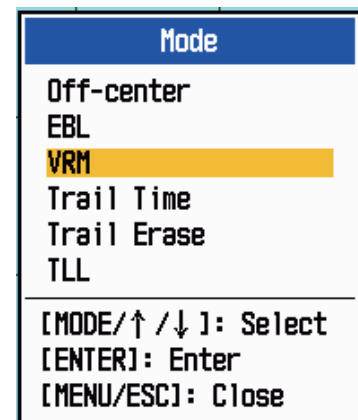 Mode
Off-center
EBL
VRM
Trail Time
Trail Erase
TLL
[MODE/↑/↓]: Select
[ENTER]: Enter
[MENU/ESC]: Close